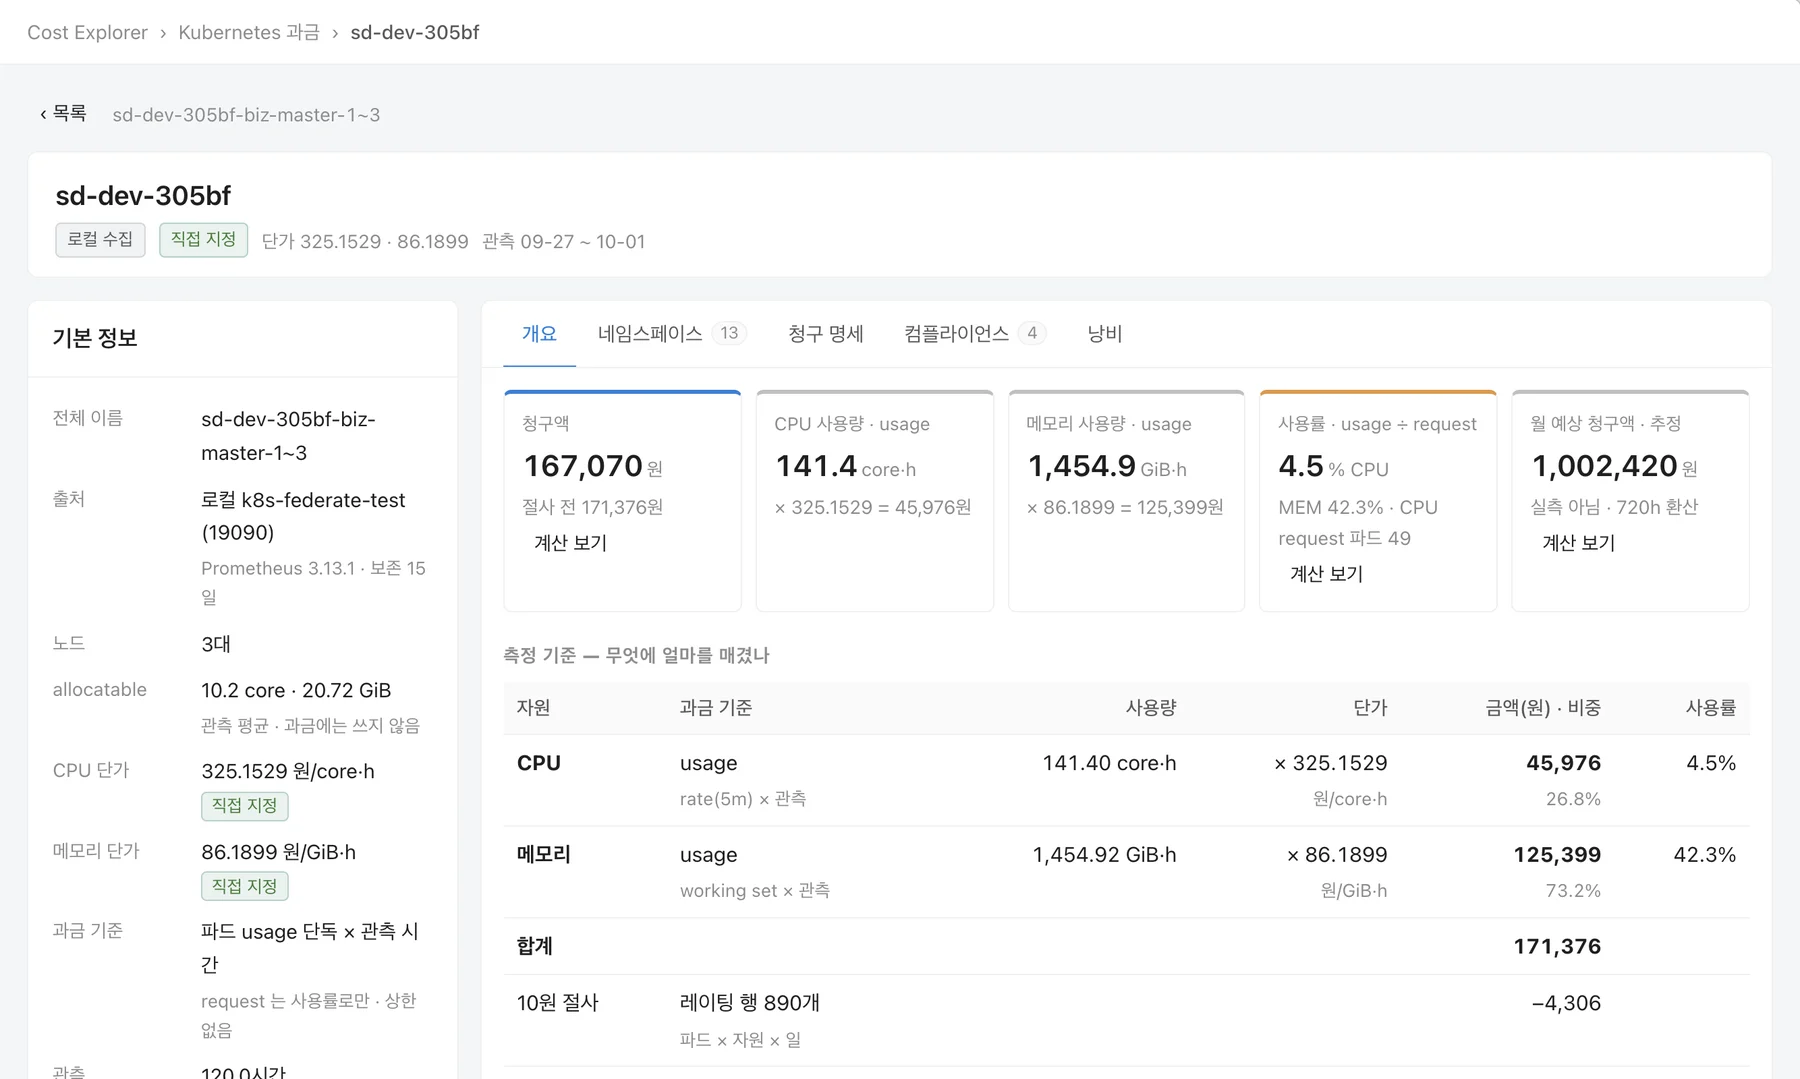 Cost Explorer › Kubernetes 과금 › sd-dev-305bf
‹ 목록 sd-dev-305bf-biz-master-1~3
sd-dev-305bf
로컬 수집 직접 지정 단가 325.1529 · 86.1899 관측 09-27 ~ 10-01
기본 정보
전체 이름 sd-dev-305bf-biz-
master-1~3
출처 로컬 k8s-federate-test
(19090)
Prometheus 3.13.1 · 보존 15
일
노드 3대
allocatable 10.2 core · 20.72 GiB
관측 평균 · 과금에는 쓰지 않음
CPU 단가 325.1529 원/core·h
직접 지정
메모리 단가 86.1899 원/GiB·h
직접 지정
과금 기준 파드 usage 단독 × 관측 시
간
request 는 사용률로만 · 상한
없음
관측 120.0시간
개요 네임스페이스 13 청구 명세 컴플라이언스 4 낭비
청구액
167,070 원
절사 전 171,376원
계산 보기
CPU 사용량 · usage
141.4 core·h
× 325.1529 = 45,976원
메모리 사용량 · usage
1,454.9 GiB·h
× 86.1899 = 125,399원
사용률 · usage ÷ request
4.5 % CPU
MEM 42.3% · CPU
request 파드 49
계산 보기
월 예상 청구액 · 추정
1,002,420 원
실측 아님 · 720h 환산
계산 보기
측정 기준 — 무엇에 얼마를 매겼나
자원 과금 기준 사용량 단가 금액(원) · 비중 사용률
CPU usage 141.40 core·h × 325.1529 45,976 4.5%
rate(5m) × 관측 원/core·h 26.8%
메모리 usage 1,454.92 GiB·h × 86.1899 125,399 42.3%
working set × 관측 원/GiB·h 73.2%
합계 171,376
10원 절사 레이팅 행 890개 −4,306
파드 × 자원 × 일